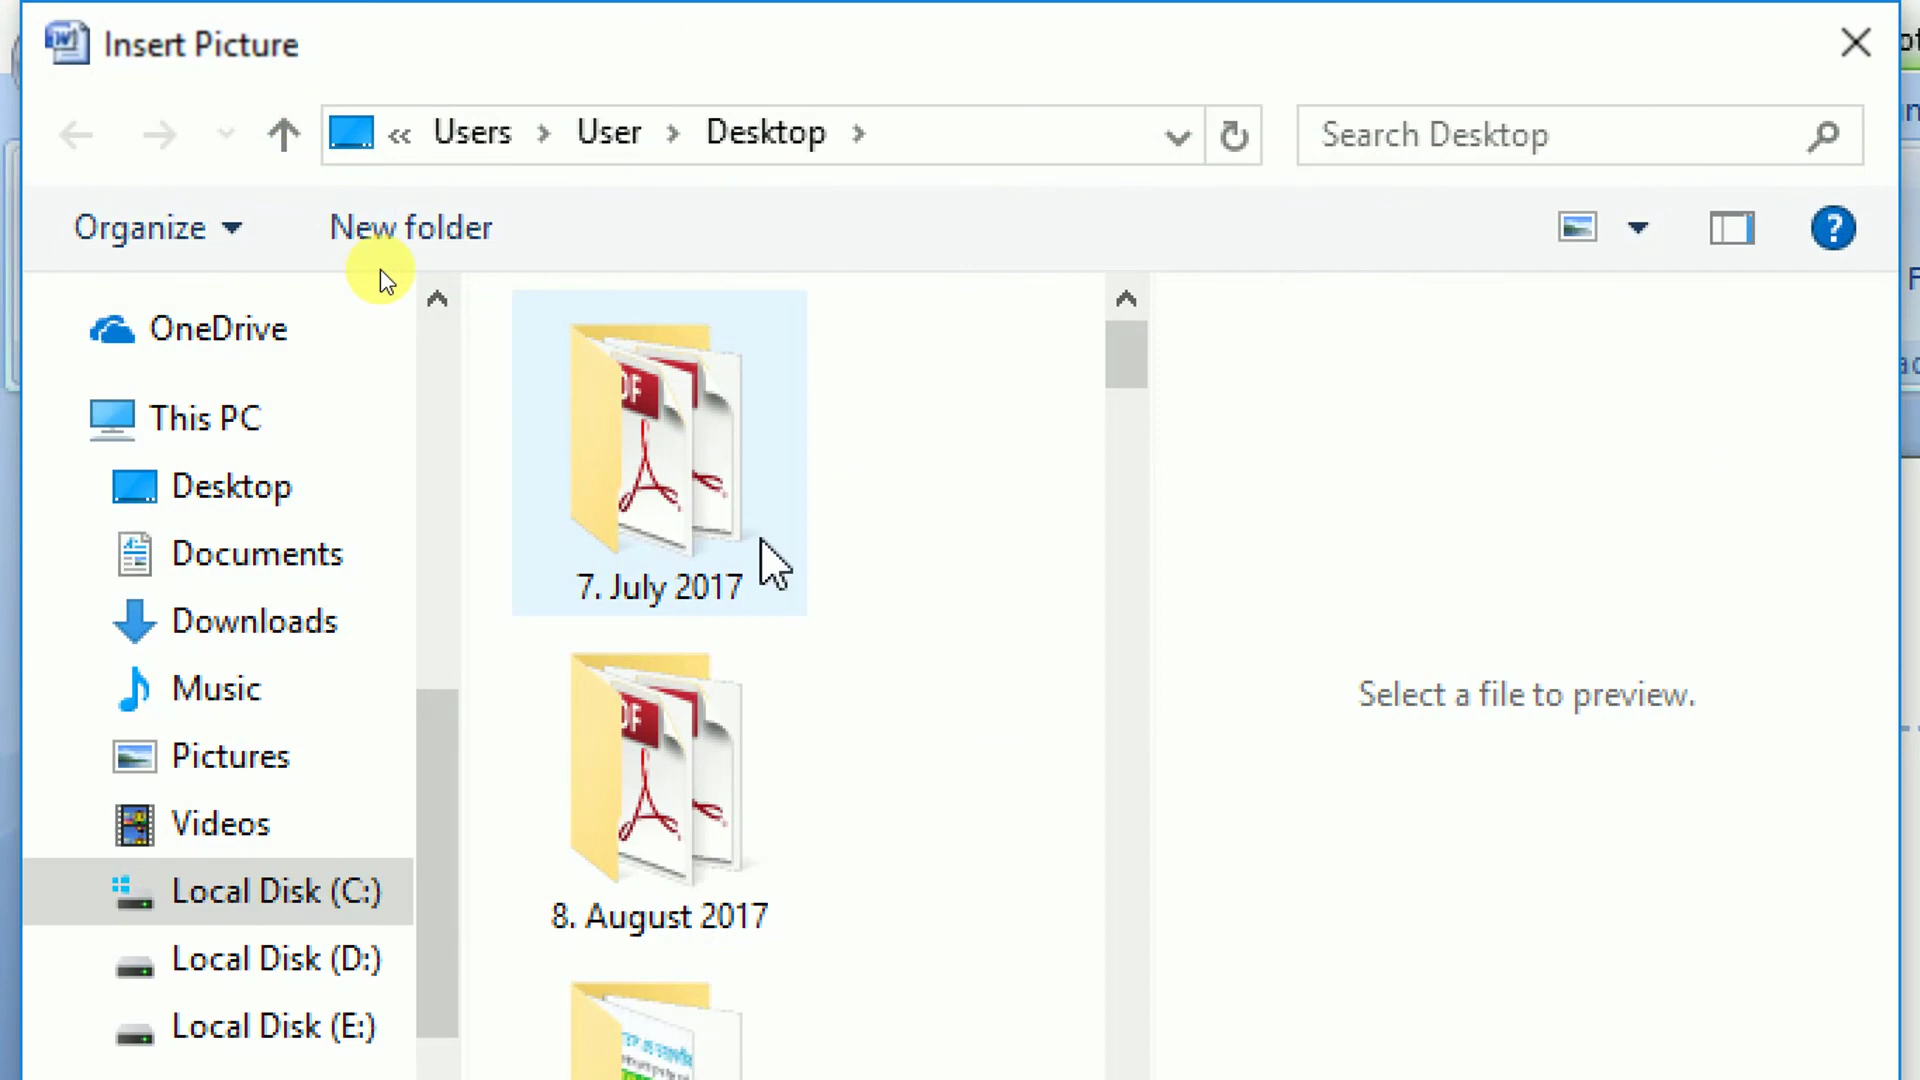 Insert Picture
« Users > User > Desktop >
Search Desktop
Organize
New folder
OneDrive
This PC
Desktop
Documents
Downloads
Music
Pictures
Videos
Local Disk (C:)
Local Disk (D:)
Local Disk (E:)
7. July 2017
8. August 2017
Select a file to preview.